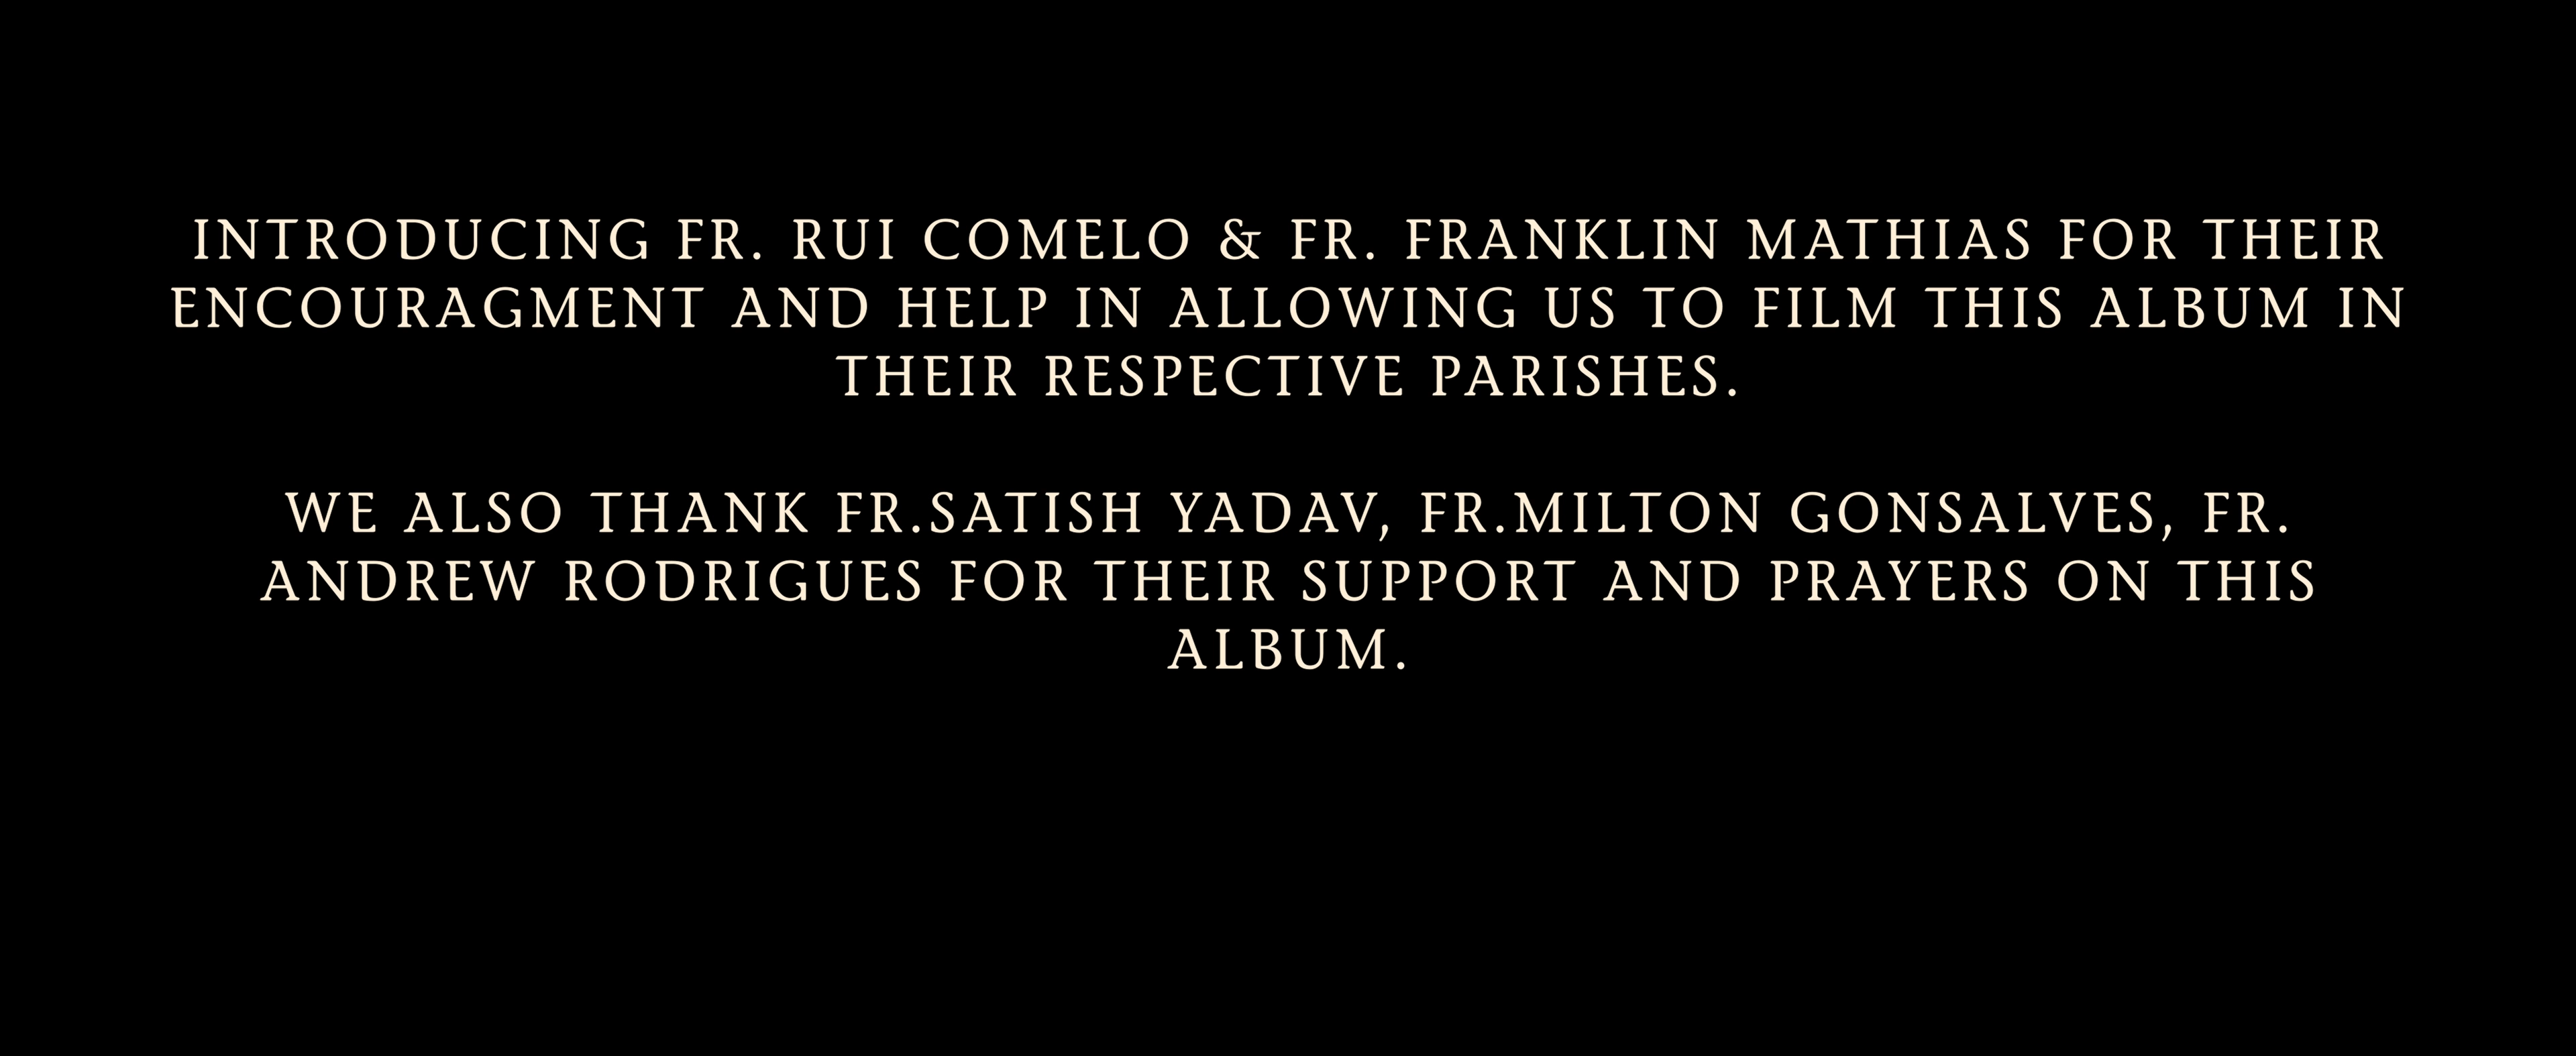 INTRODUCING FR. RUI COMELO & FR. FRANKLIN MATHIAS FOR THEIR
ENCOURAGMENT AND HELP IN ALLOWING US TO FILM THIS ALBUM IN
THEIR RESPECTIVE PARISHES.
WE ALSO THANK FR.SATISH YADAV, FR.MILTON GONSALVES, FR.
ANDREW RODRIGUES FOR THEIR SUPPORT AND PRAYERS ON THIS
ALBUM.